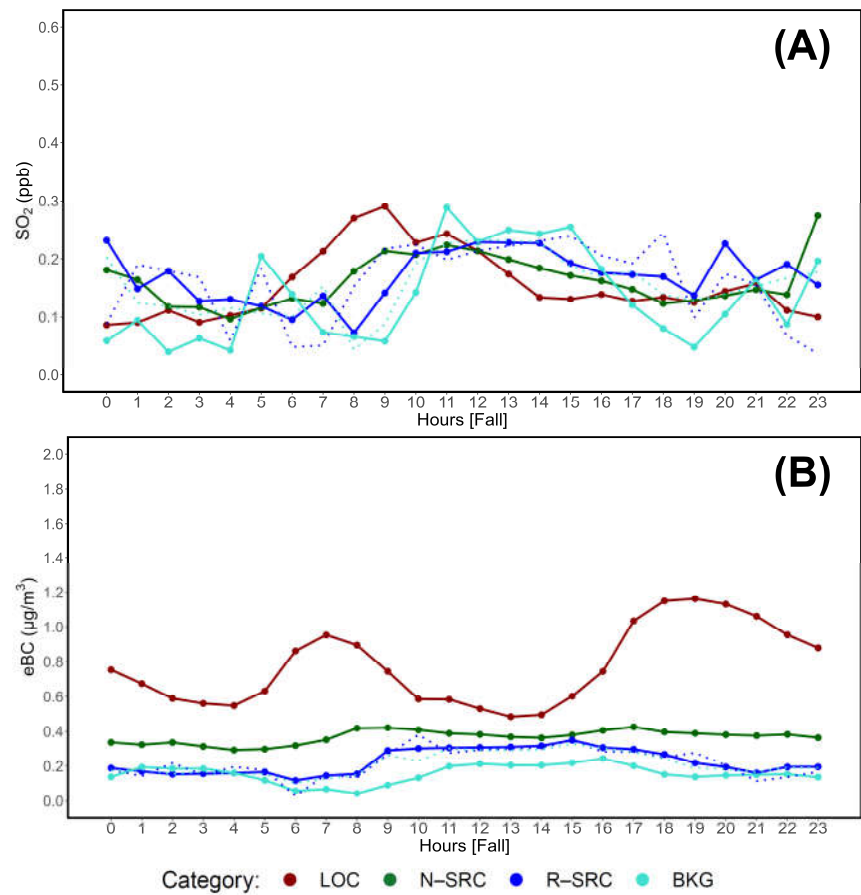 (A)
SO₂ (ppb)
0.6
0.5
0.4
0.3
0.2
0.1
0.0
0 1 2 3 4 5 6 7 8 9 10 11 12 13 14 15 16 17 18 19 20 21 22 23
Hours [Fall]
(B)
eBC (µg/m³)
2.0
1.8
1.6
1.4
1.2
1.0
0.8
0.6
0.4
0.2
0.0
0 1 2 3 4 5 6 7 8 9 10 11 12 13 14 15 16 17 18 19 20 21 22 23
Hours [Fall]
Category: LOC N–SRC R–SRC BKG